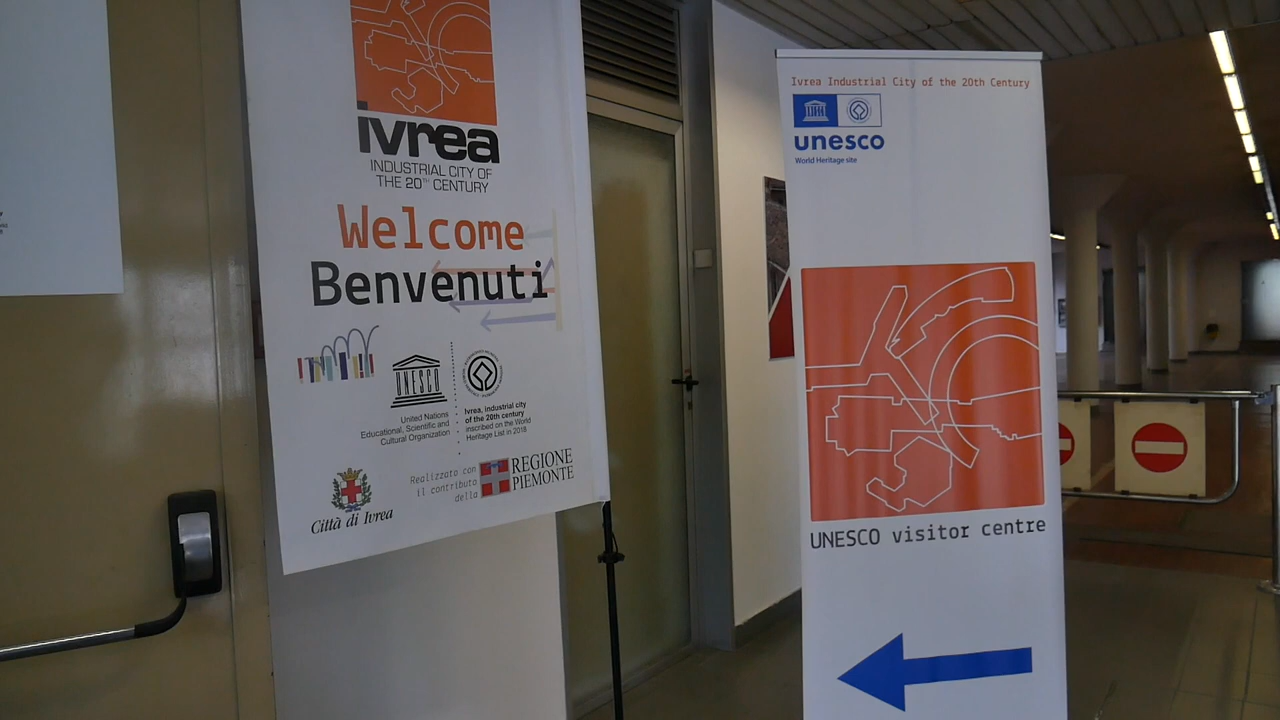 ivrea
INDUSTRIAL CITY OF
THE 20TH CENTURY
Welcome
Benvenuti
UNESCO
United Nations
Educational, Scientific and
Cultural Organization
Ivrea, industrial city
of the 20th century
inscribed on the World
Heritage List in 2018
Città di Ivrea
Realizzato con
il contributo
della
REGIONE
PIEMONTE
Ivrea Industrial City of the 20th Century
unesco
World Heritage site
UNESCO visitor centre